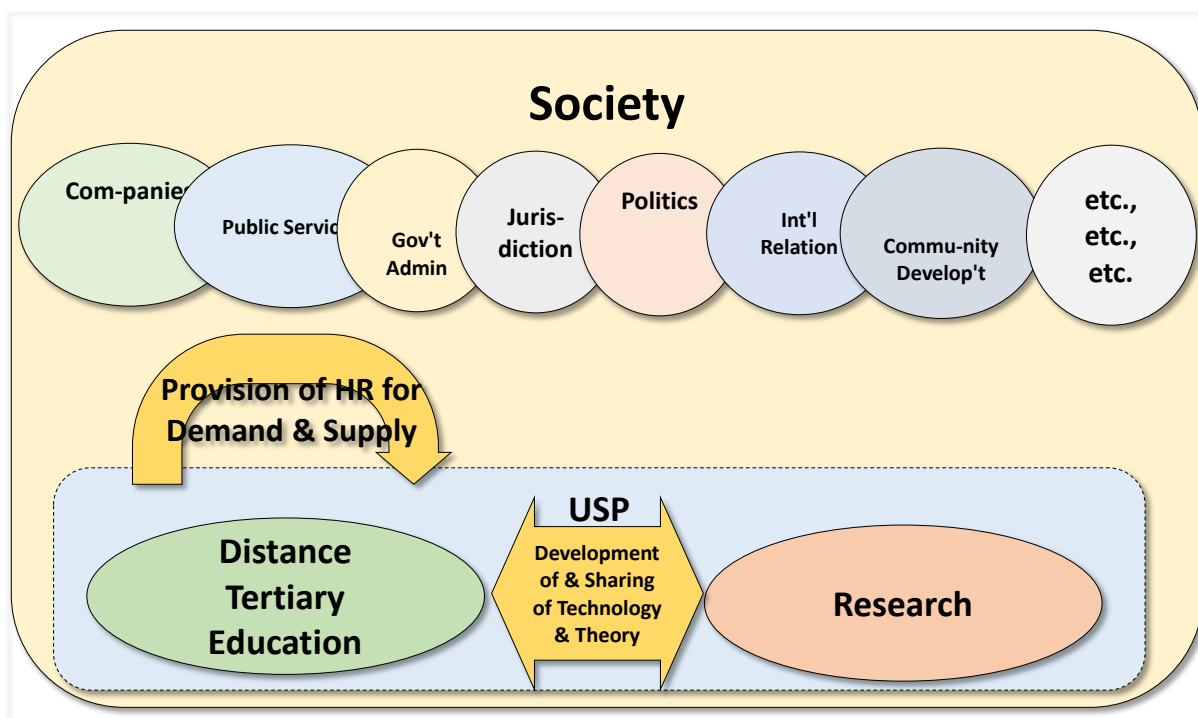 Society
Com-panies
Public Servic
Gov't
Admin
Juris-
diction
Politics
Int'l
Relation
Commu-nity
Develop't
etc.,
etc.,
etc.
Provision of HR for
Demand & Supply
USP
Distance
Tertiary
Education
Development
of & Sharing
of Technology
& Theory
Research